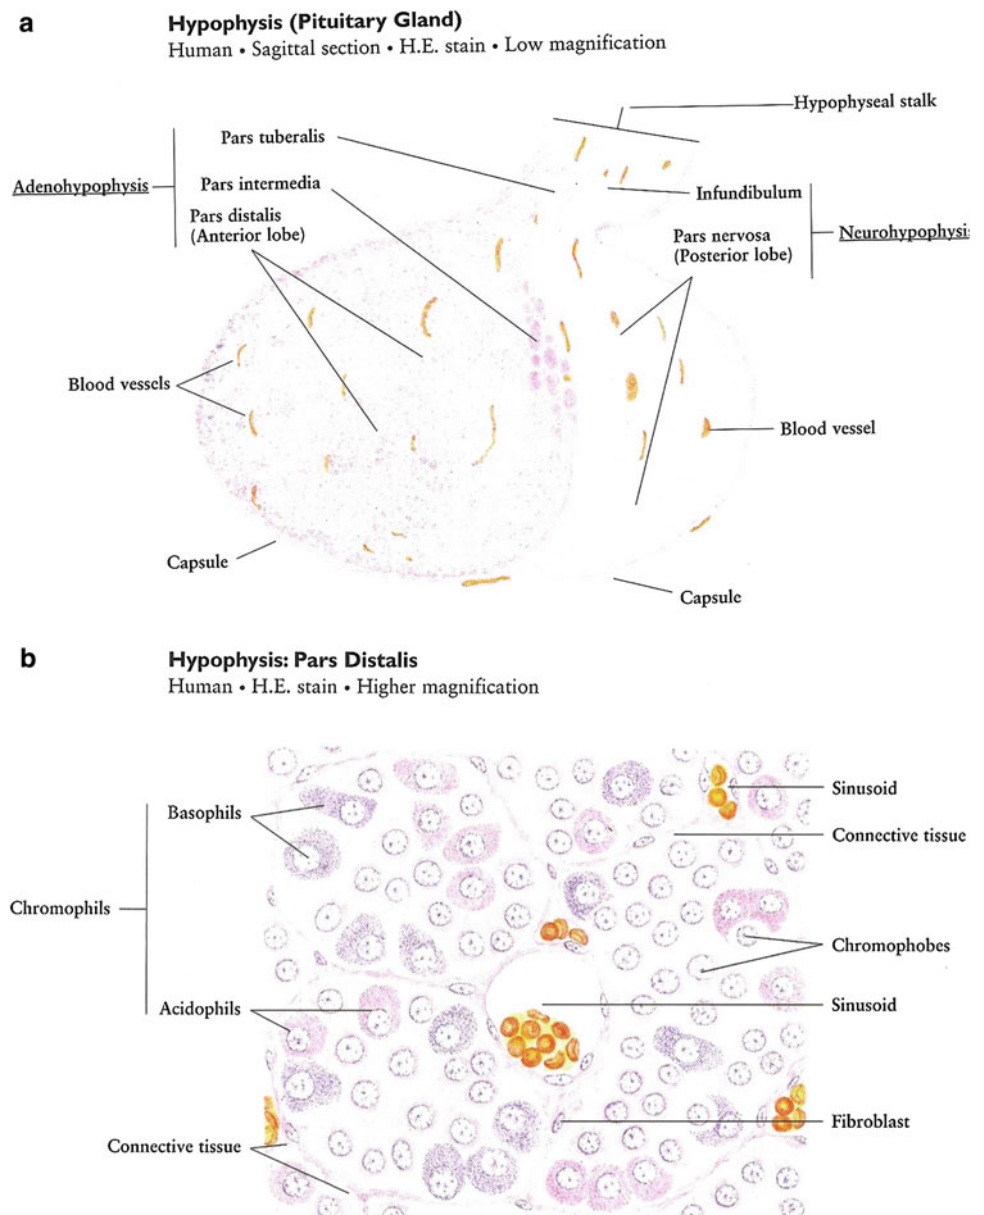 a
Hypophysis (Pituitary Gland)
Human • Sagittal section • H.E. stain • Low magnification
Hypophyseal stalk
Pars tuberalis
Adenohypophysis
Pars intermedia
Infundibulum
Pars distalis
(Anterior lobe)
Pars nervosa
(Posterior lobe)
Neurohypophysis
Blood vessels
Blood vessel
Capsule
Capsule
b
Hypophysis: Pars Distalis
Human • H.E. stain • Higher magnification
Sinusoid
Basophils
Connective tissue
Chromophils
Chromophobes
Acidophils
Sinusoid
Fibroblast
Connective tissue